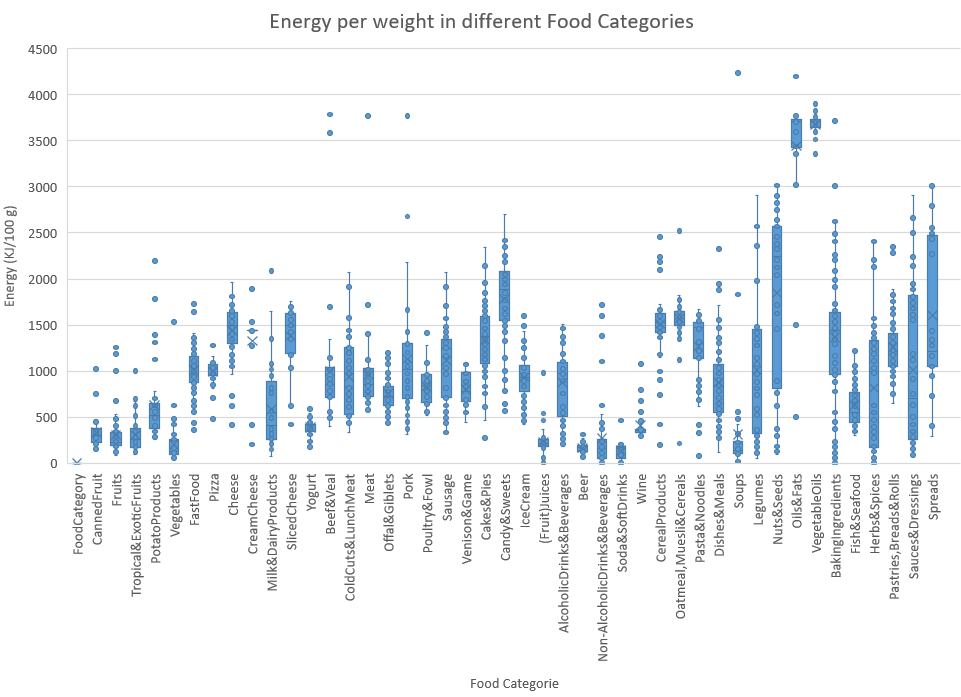 Energy per weight in different Food Categories
Energy (KJ/100 g)
4500
4000
3500
3000
2500
2000
1500
1000
500
0
FoodCategory
CannedFruit
Fruits
Tropical&ExoticFruits
PotatoProducts
Vegetables
FastFood
Pizza
Cheese
CreamCheese
Milk&DairyProducts
SlicedCheese
Yogurt
Beef&Veal
ColdCuts&LunchMeat
Meat
Offal&Giblets
Pork
Poultry&Fowl
Sausage
Venison&Game
Cakes&Pies
Candy&Sweets
IceCream
(Fruit)Juices
AlcoholicDrinks&Beverages
Beer
Non-AlcoholicDrinks&Beverages
Soda&SoftDrinks
Wine
CerealProducts
Oatmeal,Muesli&Cereals
Pasta&Noodles
Dishes&Meals
Soups
Legumes
Nuts&Seeds
Oils&Fats
VegetableOils
BakingIngredients
Fish&Seafood
Herbs&Spices
Pastries,Breads&Rolls
Sauces&Dressings
Spreads
Food Categorie